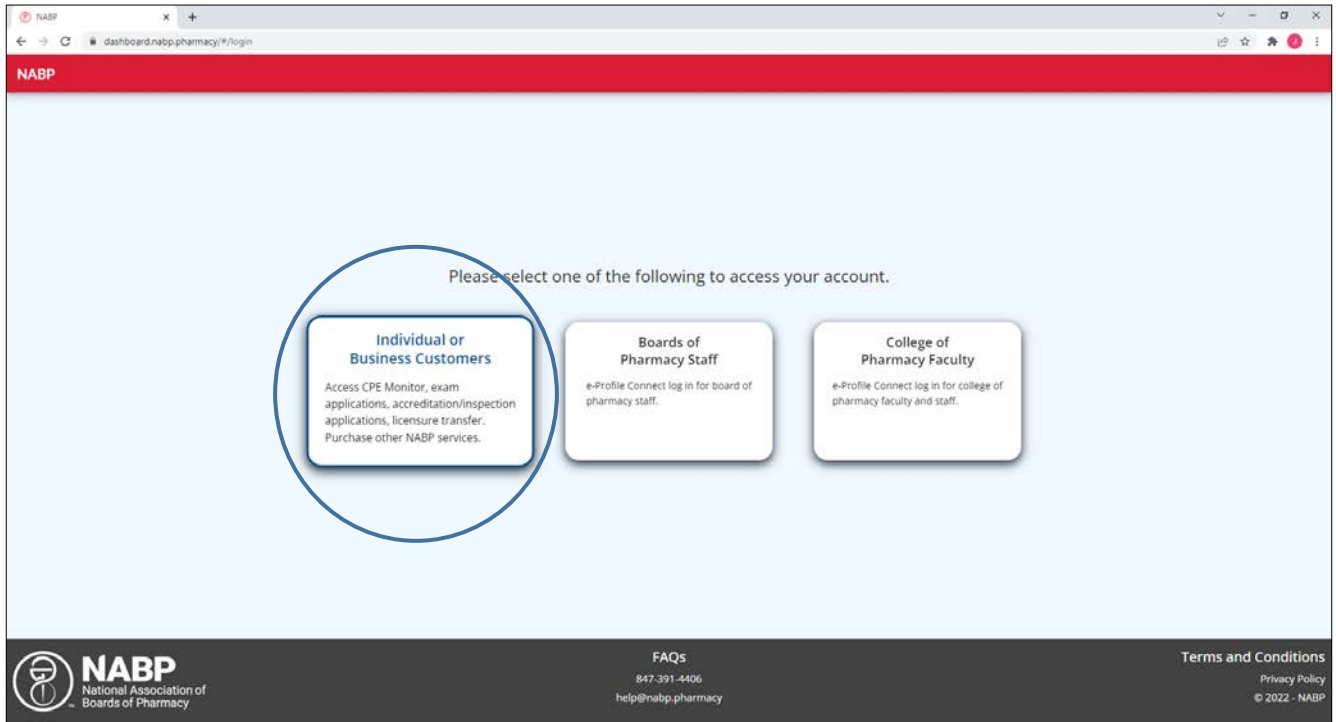 NABP
dashboard.nabp.pharmacy/#/login
J
NABP
Please select one of the following to access your account.
Individual or
Business Customers
Access CPE Monitor, exam
applications, accreditation/inspection
applications, licensure transfer.
Purchase other NABP services.
Boards of
Pharmacy Staff
e-Profile Connect log in for board of
pharmacy staff.
College of
Pharmacy Faculty
e-Profile Connect log in for college of
pharmacy faculty and staff.
NABP
National Association of
Boards of Pharmacy
FAQs
847-391-4406
help@nabp.pharmacy
Terms and Conditions
Privacy Policy
© 2022 - NABP